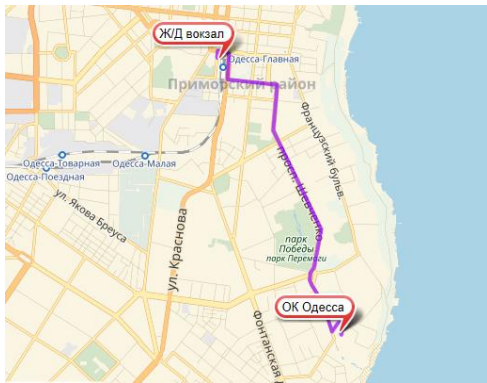 Ж/Д вокзал
Одесса-Главная
Приморский район
Французский бульв.
Одесса-Товарная
Одесса-Малая
Одесса-Поездная
просп. Шевченко
ул. Якова Бреуса
ул. Краснова
парк
Победы
парк Перемоги
ОК Одесса
Фонтанская